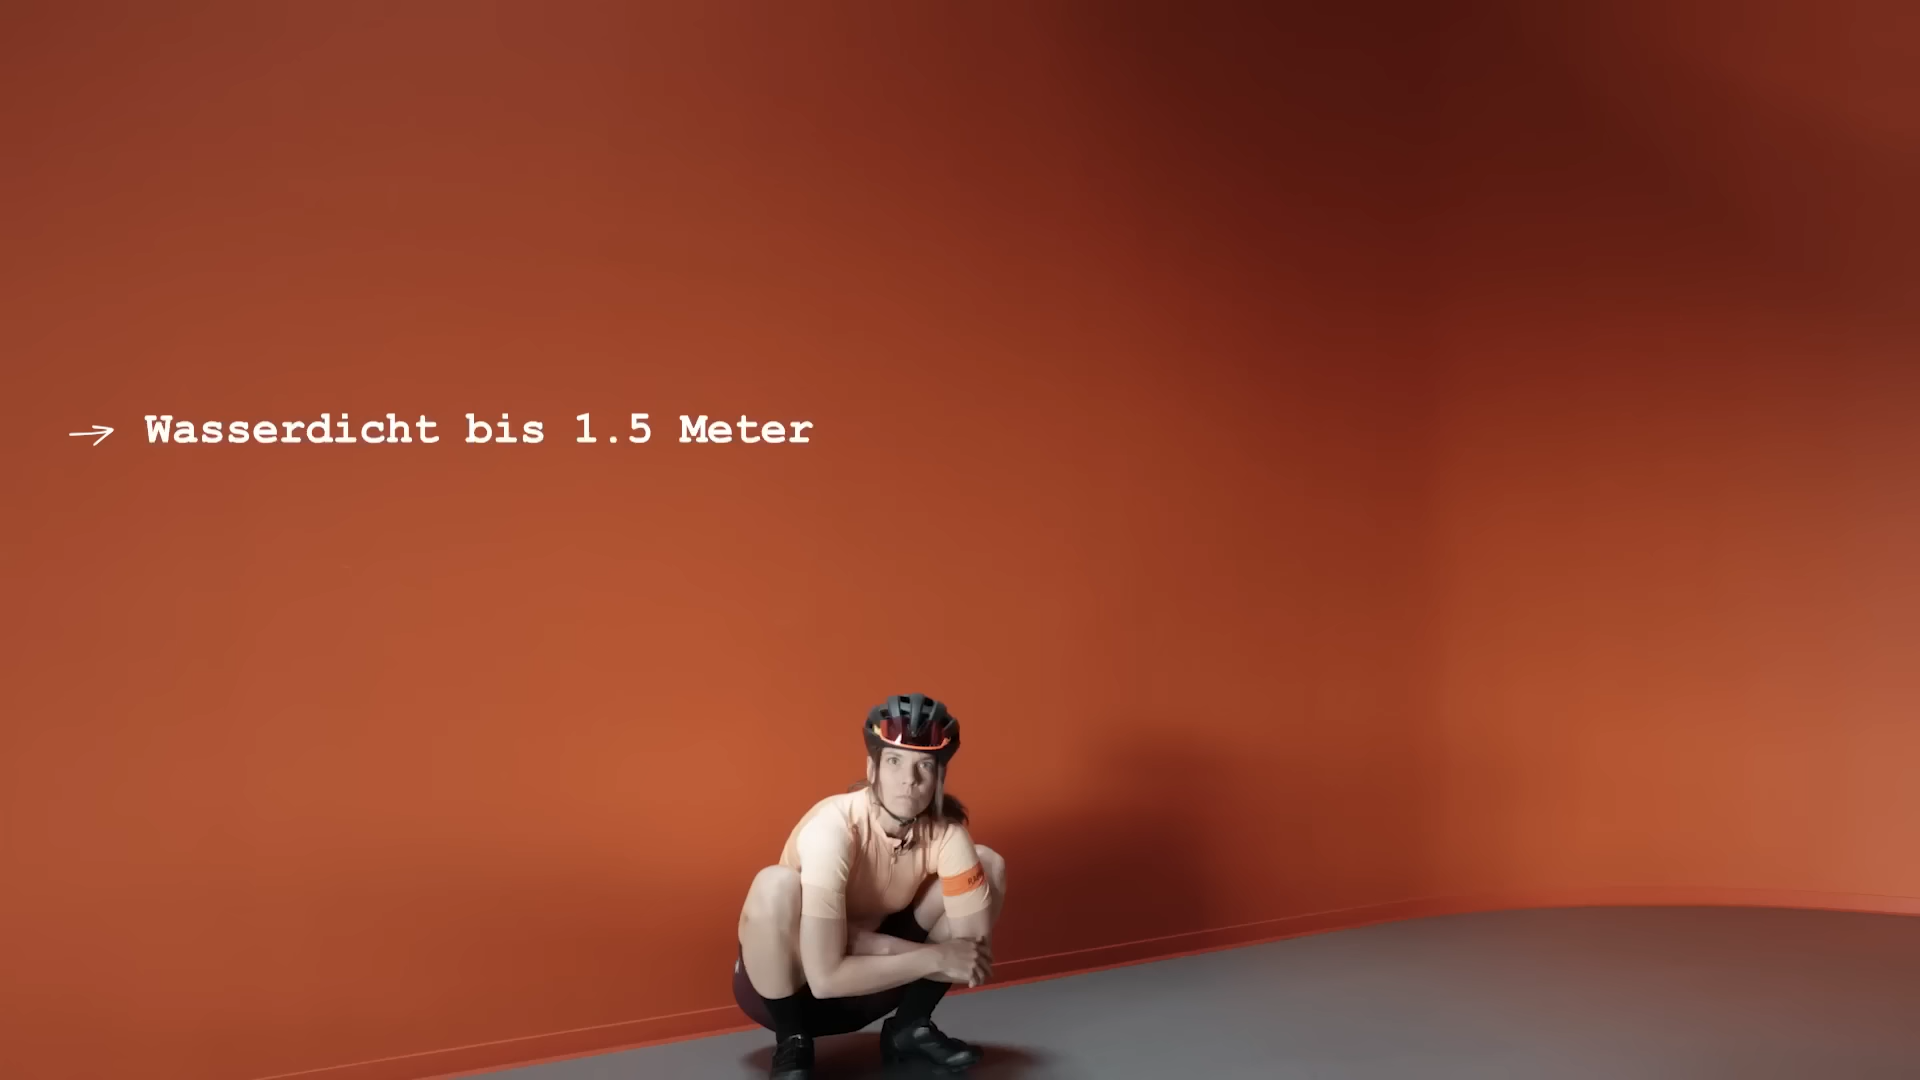 → Wasserdicht bis 1.5 Meter